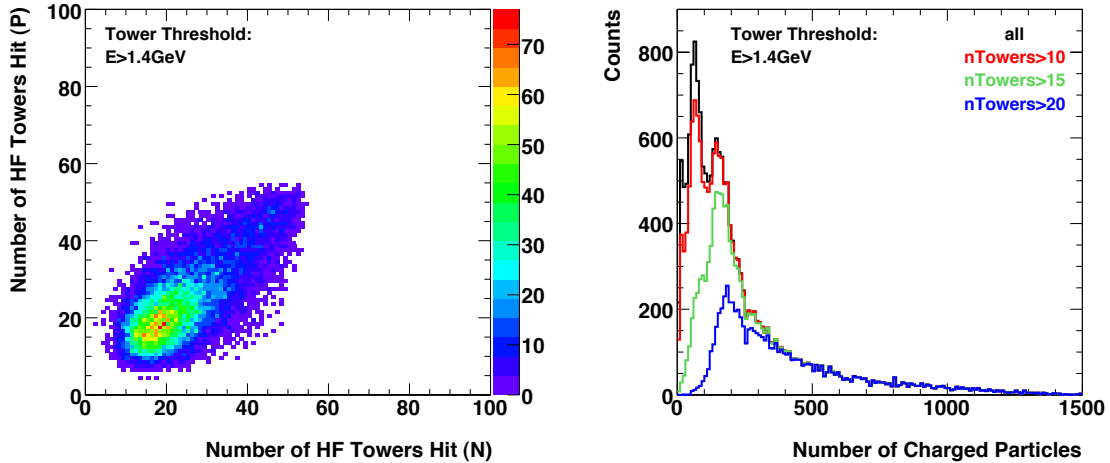 Number of HF Towers Hit (P)
100
80
60
40
20
0
Tower Threshold:
E>1.4GeV
70
60
50
40
30
20
10
0
0 20 40 60 80 100
Number of HF Towers Hit (N)
Counts
800
600
400
200
0
Tower Threshold:
E>1.4GeV
all
nTowers>10
nTowers>15
nTowers>20
0 500 1000 1500
Number of Charged Particles